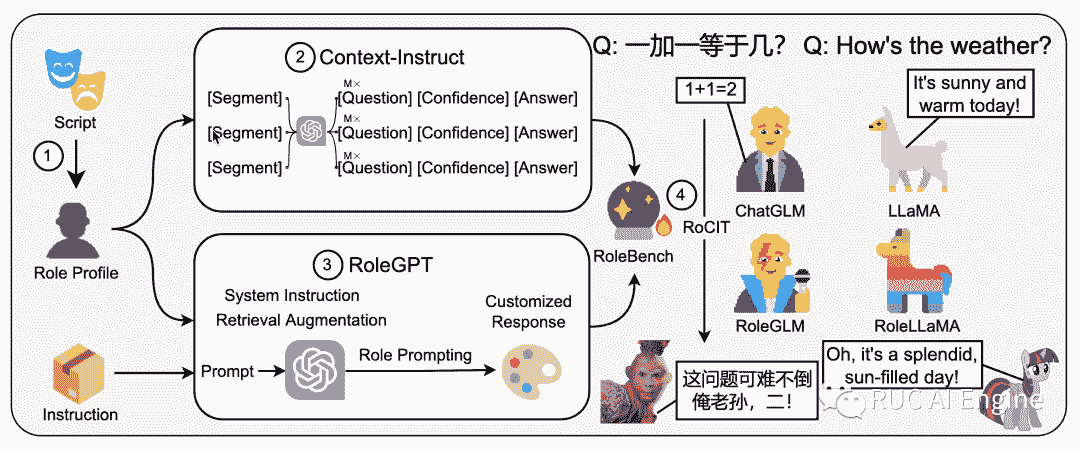 Script
1
Role Profile
Instruction
2 Context-Instruct
M×
[Segment] [Question] [Confidence] [Answer]
M×
[Segment] [Question] [Confidence] [Answer]
M×
[Segment] [Question] [Confidence] [Answer]
3 RoleGPT
System Instruction
Retrieval Augmentation
Customized
Response
Prompt
Role Prompting
RoleBench
4
RoCIT
Q: 一加一等于几？
Q: How's the weather?
1+1=2
It's sunny and
warm today!
ChatGLM
LLaMA
RoleGLM
RoleLLaMA
这问题可难不倒
俺老孙，二！
Oh, it's a splendid,
sun-filled day!
RUC AI Engine